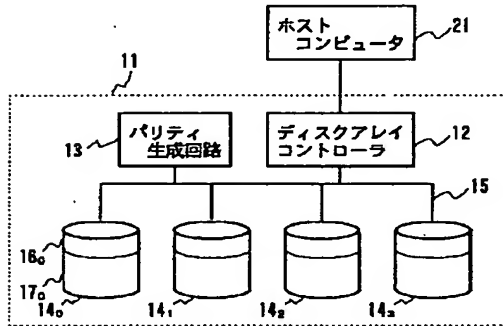 ホスト
コンピュータ
21
11
パリティ
生成回路
13
ディスクアレイ
コントローラ
12
15
16₀
17₀
14₀
14₁
14₂
14₃